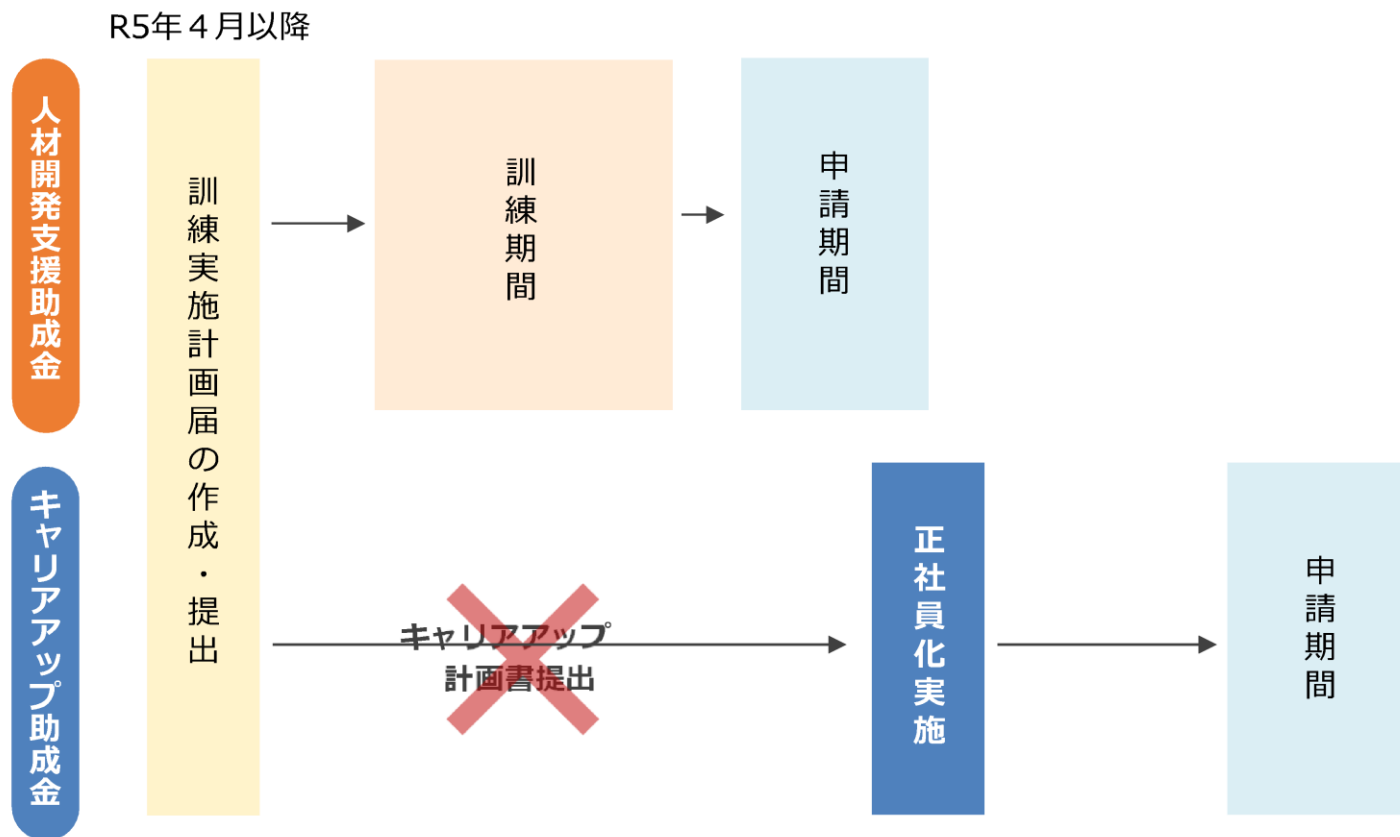 R5年４月以降
人材開発支援助成金
訓練実施計画届の作成・提出
訓練期間
申請期間
キャリアアップ助成金
キャリアアップ
計画書提出
正社員化実施
申請期間